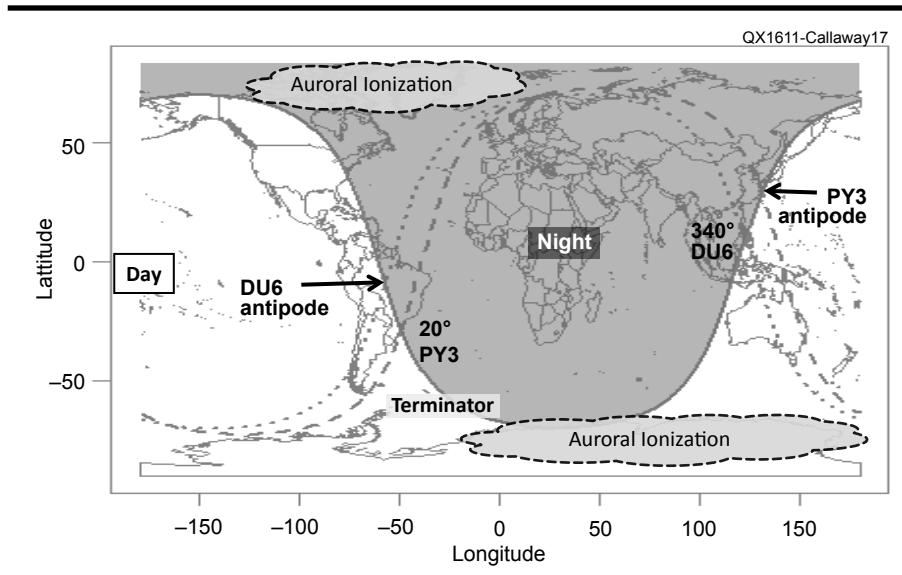 QX1611-Callaway17
Auroral Ionization
50
PY3
antipode
340°
DU6
Night
Lattitude
0
Day
DU6
antipode
20°
PY3
–50
Terminator
Auroral Ionization
–150
–100
–50
0
50
100
150
Longitude